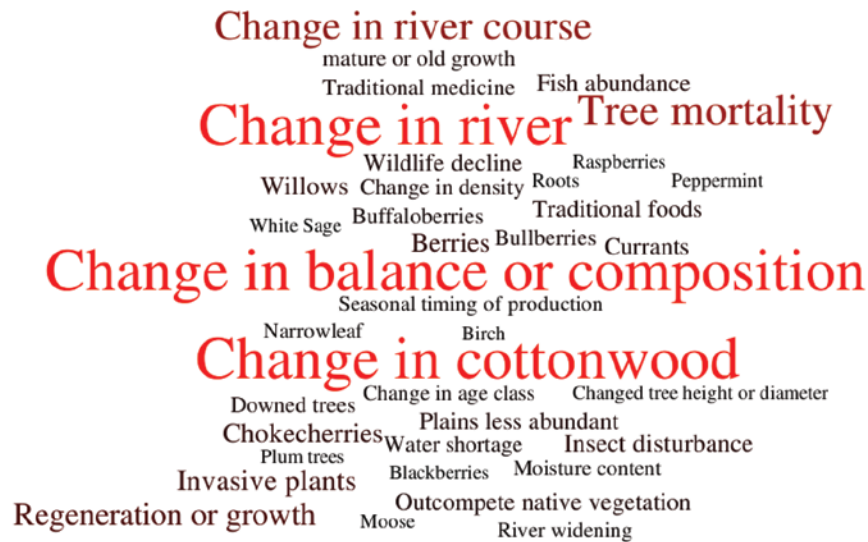 Change in river course
mature or old growth
Traditional medicine Fish abundance
Change in river Tree mortality
Wildlife decline Raspberries
Willows Change in density Roots Peppermint
White Sage Buffaloberries Traditional foods
Berries Bullberries Currants
Change in balance or composition
Seasonal timing of production
Narrowleaf Birch
Change in cottonwood
Change in age class Changed tree height or diameter
Downed trees
Plains less abundant
Chokecherries Water shortage Insect disturbance
Plum trees
Blackberries Moisture content
Invasive plants
Outcompete native vegetation
Regeneration or growth Moose
River widening